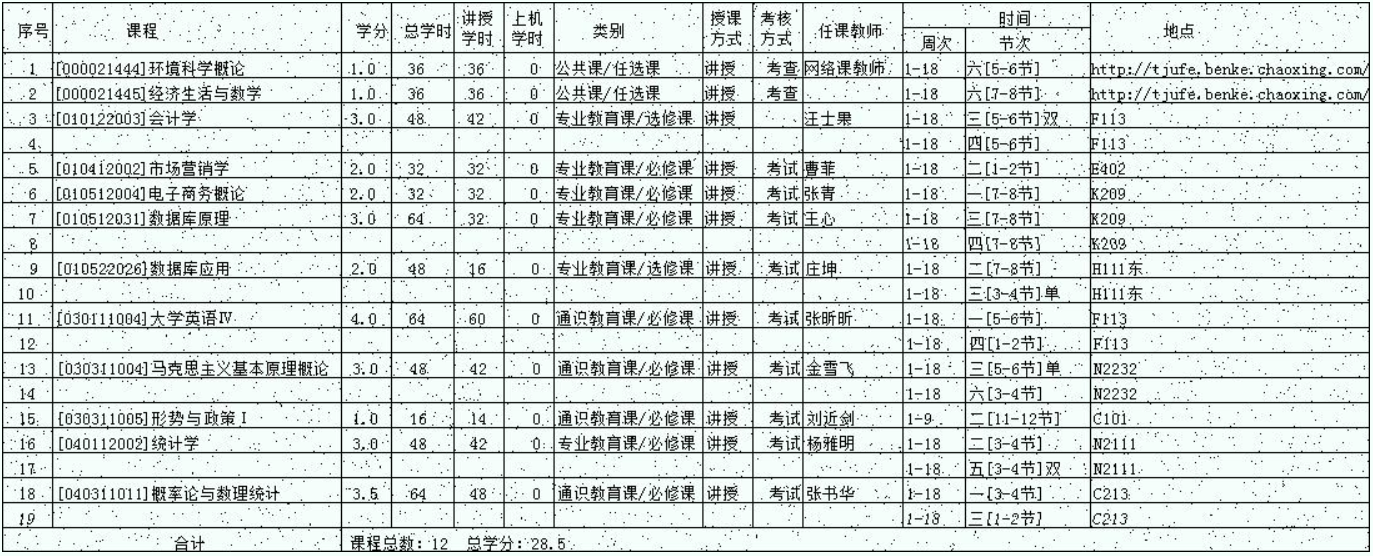 序号 课程 学分 总学时 讲授学时 上机学时 类别 授课方式 考核方式 任课教师 时间 地点
周次 节次
1 [000021444]环境科学概论 1.0 36 36 0 公共课/任选课 讲授 考查 网络课教师 1-18 六[5-6节] http://tjufe.benke.chaoxing.com/
2 [000021445]经济生活与数学 1.0 36 36 0 公共课/任选课 讲授 考查 1-18 六[7-8节] http://tjufe.benke.chaoxing.com/
3 [010122003]会计学 3.0 48 42 0 专业教育课/选修课 讲授 汪士果 1-18 三[5-6节]双 F113
4 1-18 四[5-6节] F113
5 [010412002]市场营销学 2.0 32 32 0 专业教育课/必修课 讲授 考试 曹菲 1-18 二[1-2节] E402
6 [010512004]电子商务概论 2.0 32 32 0 专业教育课/必修课 讲授 考试 张青 1-18 一[7-8节] K209
7 [010512031]数据库原理 3.0 64 32 0 专业教育课/必修课 讲授 考试 王心 1-18 三[7-8节] K209
8 1-18 四[7-8节] K209
9 [010522026]数据库应用 2.0 48 16 0 专业教育课/选修课 讲授 考试 庄坤 1-18 二[7-8节] H111东
10 1-18 三[3-4节]单 H111东
11 [030111004]大学英语Ⅳ 4.0 64 60 0 通识教育课/必修课 讲授 考试 张昕昕 1-18 一[5-6节] F113
12 1-18 四[1-2节] F113
13 [030311004]马克思主义基本原理概论 3.0 48 42 0 通识教育课/必修课 讲授 考试 金雪飞 1-18 三[5-6节]单 N2232
14 1-18 六[3-4节] N2232
15 [030311005]形势与政策Ⅰ 1.0 16 14 0 通识教育课/必修课 讲授 考试 刘近剑 1-9 二[11-12节] C101
16 [040112002]统计学 3.0 48 42 0 专业教育课/必修课 讲授 考试 杨雅明 1-18 二[3-4节] N2111
17 1-18 五[3-4节]双 N2111
18 [040311011]概率论与数理统计 3.5 64 48 0 通识教育课/必修课 讲授 考试 张书华 1-18 一[3-4节] C213
19 1-18 三[1-2节] C213
合计 课程总数：12 总学分：28.5